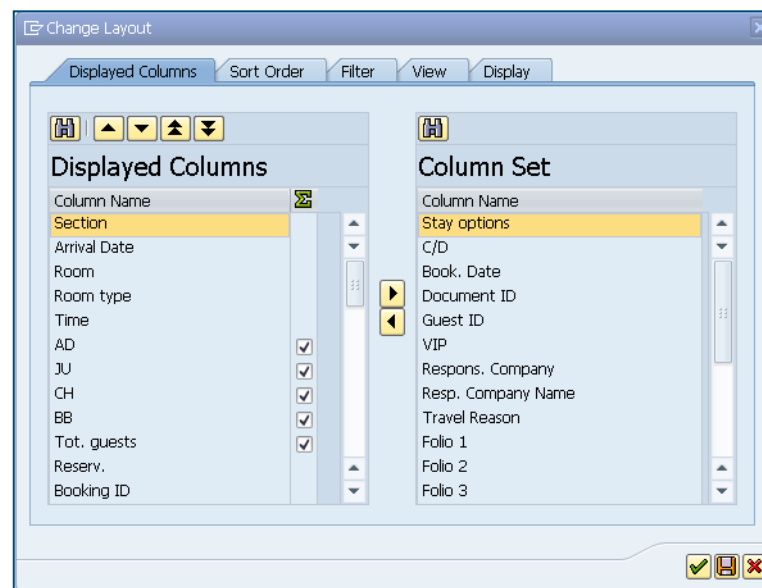 Change Layout
Displayed Columns
Sort Order
Filter
View
Display
Displayed Columns
Column Name
Section
Arrival Date
Room
Room type
Time
AD
JU
CH
BB
Tot. guests
Reserv.
Booking ID
Column Set
Column Name
Stay options
C/D
Book. Date
Document ID
Guest ID
VIP
Respons. Company
Resp. Company Name
Travel Reason
Folio 1
Folio 2
Folio 3